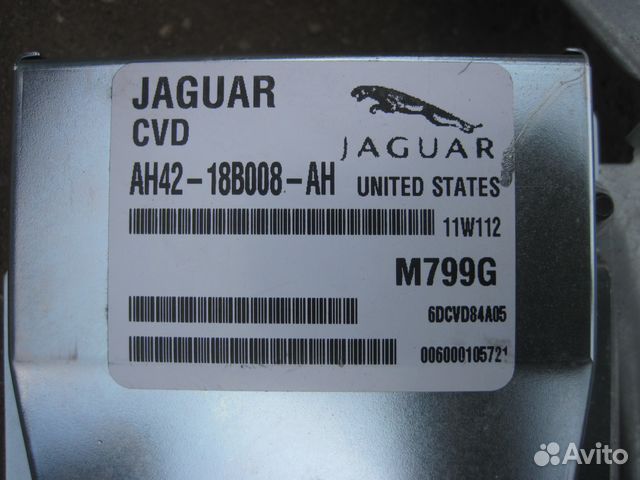 JAGUAR
CVD
JAGUAR
AH42-18B008-AH
UNITED STATES
11W112
M799G
6DCVD84A05
006000105721
Avito